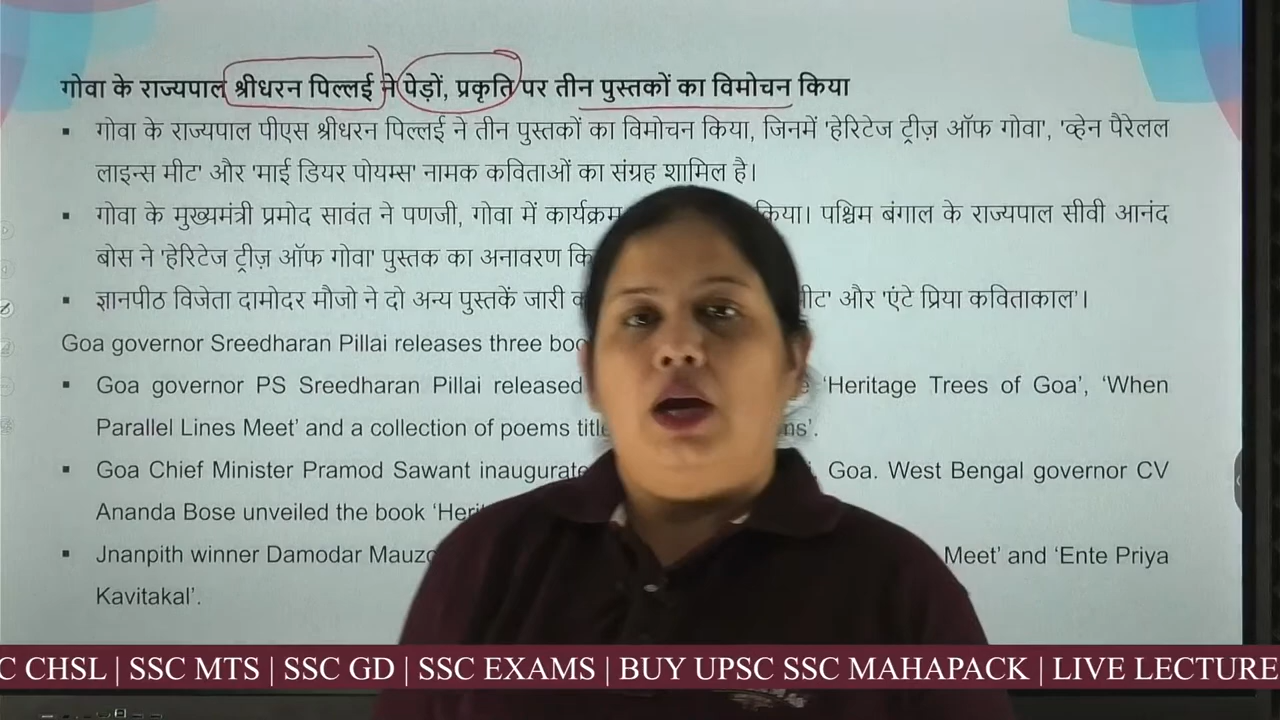 गोवा के राज्यपाल श्रीधरन पिल्लई ने पेड़ों, प्रकृति पर तीन पुस्तकों का विमोचन किया
▪ गोवा के राज्यपाल पीएस श्रीधरन पिल्लई ने तीन पुस्तकों का विमोचन किया, जिनमें 'हेरिटेज ट्रीज़ ऑफ गोवा', 'व्हेन पैरेलल
लाइन्स मीट' और 'माई डियर पोयम्स' नामक कविताओं का संग्रह शामिल है।
▪ गोवा के मुख्यमंत्री प्रमोद सावंत ने पणजी, गोवा में कार्यक्रम किया। पश्चिम बंगाल के राज्यपाल सीवी आनंद
बोस ने 'हेरिटेज ट्रीज़ ऑफ गोवा' पुस्तक का अनावरण
▪ ज्ञानपीठ विजेता दामोदर मौजो ने दो अन्य पुस्तकें जारी और 'एंटे प्रिया कविताकाल'।
Goa governor Sreedharan Pillai releases three
▪ Goa governor PS Sreedharan Pillai released ‘Heritage Trees of Goa’, ‘When
Parallel Lines Meet’ and a collection of poems
▪ Goa Chief Minister Pramod Sawant Goa. West Bengal governor CV
Ananda Bose unveiled the book
▪ Jnanpith winner Damodar Meet’ and ‘Ente Priya
Kavitakal’.
CHSL | SSC MTS | SSC GD | SSC EXAMS | BUY UPSC SSC MAHAPACK | LIVE LECTURE